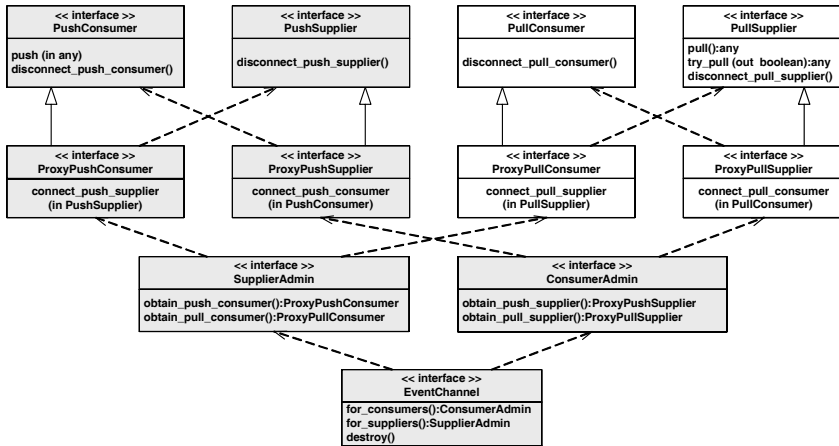 << interface >>
PushConsumer
push (in any)
disconnect_push_consumer()
<< interface >>
PushSupplier
disconnect_push_supplier()
<< interface >>
PullConsumer
disconnect_pull_consumer()
<< interface >>
PullSupplier
pull():any
try_pull (out boolean):any
disconnect_pull_supplier()
<< interface >>
ProxyPushConsumer
connect_push_supplier
(in PushSupplier)
<< interface >>
ProxyPushSupplier
connect_push_consumer
(in PushConsumer)
<< interface >>
ProxyPullConsumer
connect_pull_supplier
(in PullSupplier)
<< interface >>
ProxyPullSupplier
connect_pull_consumer
(in PullConsumer)
<< interface >>
SupplierAdmin
obtain_push_consumer():ProxyPushConsumer
obtain_pull_consumer():ProxyPullConsumer
<< interface >>
ConsumerAdmin
obtain_push_supplier():ProxyPushSupplier
obtain_pull_supplier():ProxyPullSupplier
<< interface >>
EventChannel
for_consumers():ConsumerAdmin
for_suppliers():SupplierAdmin
destroy()